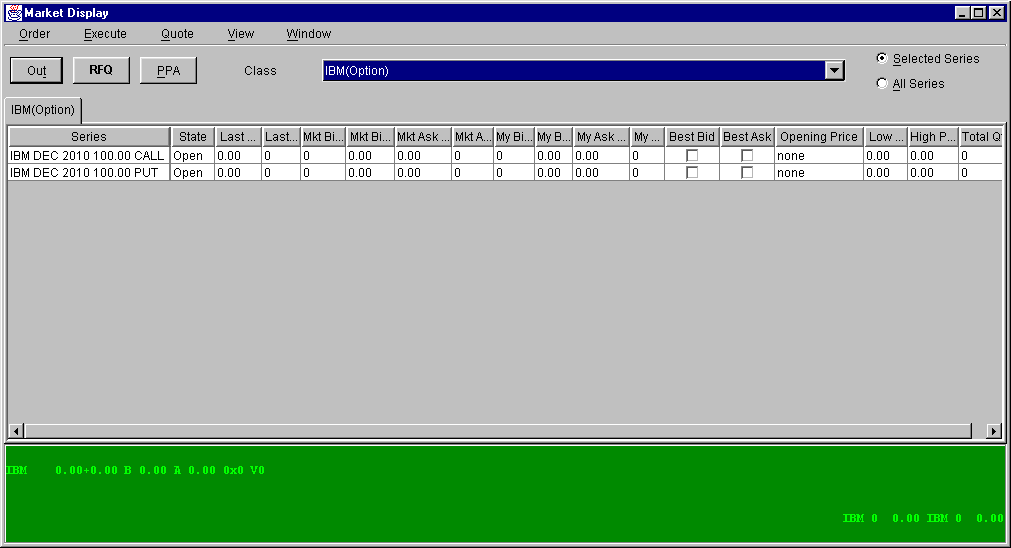 Market Display
Order Execute Quote View Window
Out RFQ PPA Class IBM(Option) Selected Series
All Series
IBM(Option)
Series State Last ... Last... Mkt Bi... Mkt Bi... Mkt Ask ... Mkt A... My Bi... My B... My Ask ... My ... Best Bid Best Ask Opening Price Low ... High P... Total Q
IBM DEC 2010 100.00 CALL Open 0.00 0.00 0 0.00 0.00 0 0 0.00 0.00 0 none 0.00 0.00 0
IBM DEC 2010 100.00 PUT Open 0.00 0.00 0 0.00 0.00 0 0 0.00 0.00 0 none 0.00 0.00 0
IBM 0.00+0.00 B 0.00 A 0.00 0x0 V0
IBM 0 0.00 IBM 0 0.00